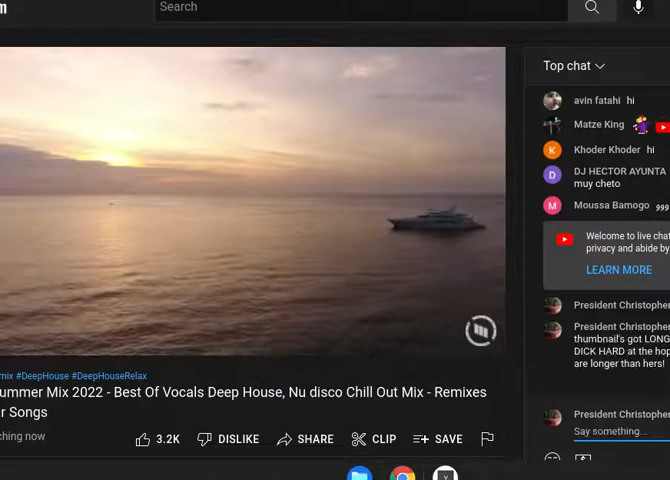 m
Search
Top chat
avin fatahi hi
Matze King
Khoder Khoder hi
DJ HECTOR AYUNTA
muy cheto
Moussa Bamogo ggg
Welcome to live chat
privacy and abide by
LEARN MORE
President Christopher
President Christopher
thumbnail's got LONG
DICK HARD at the hop
are longer than hers!
mix #DeepHouse #DeepHouseRelax
ummer Mix 2022 - Best Of Vocals Deep House, Nu disco Chill Out Mix - Remixes
r Songs
ching now
3.2K
DISLIKE
SHARE
CLIP
SAVE
President Christopher
Say something...